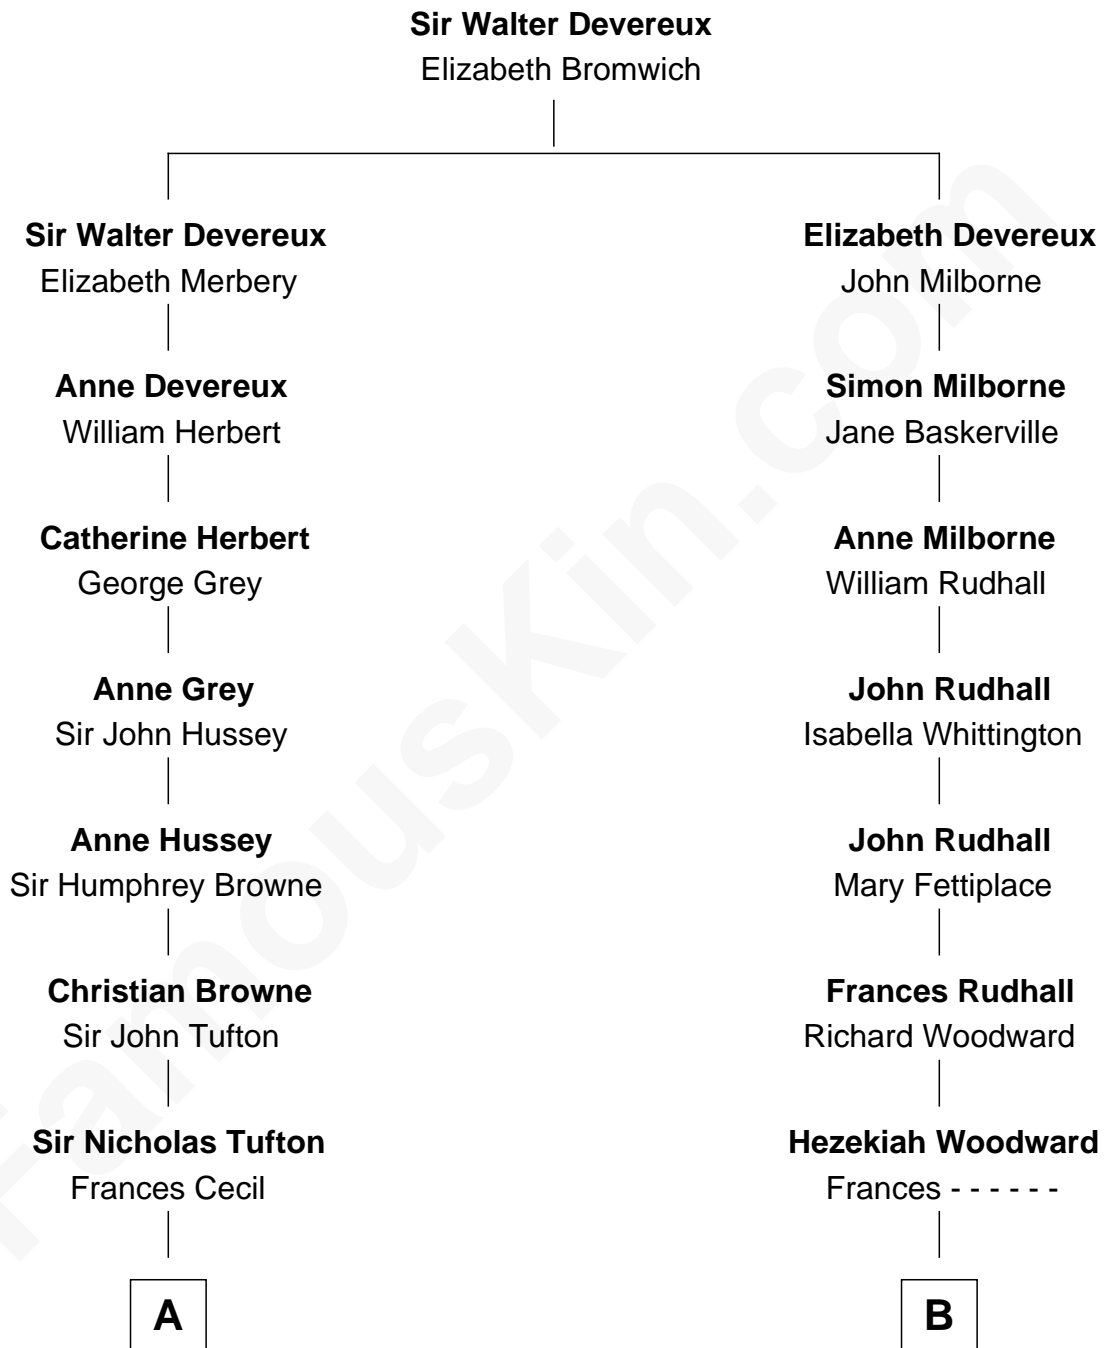 Sir Walter Devereux
Elizabeth Bromwich
Sir Walter Devereux
Elizabeth Merbery
Elizabeth Devereux
John Milborne
Anne Devereux
William Herbert
Simon Milborne
Jane Baskerville
Catherine Herbert
George Grey
Anne Milborne
William Rudhall
Anne Grey
Sir John Hussey
John Rudhall
Isabella Whittington
Anne Hussey
Sir Humphrey Browne
John Rudhall
Mary Fettiplace
Christian Browne
Sir John Tufton
Frances Rudhall
Richard Woodward
Sir Nicholas Tufton
Frances Cecil
Hezekiah Woodward
Frances - - - - - -
A
B
FamousKin.com